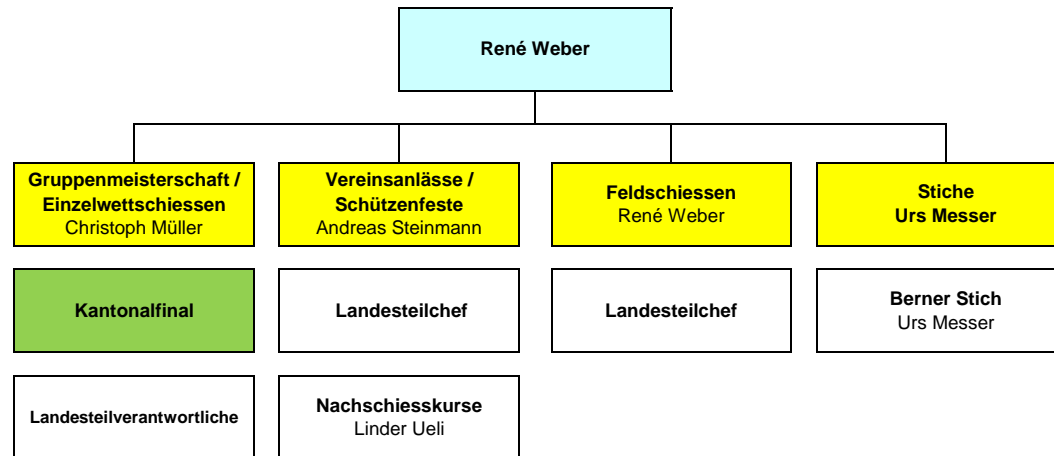 René Weber
Gruppenmeisterschaft /
Einzelwettschiessen
Christoph Müller
Vereinsanlässe /
Schützenfeste
Andreas Steinmann
Feldschiessen
René Weber
Stiche
Urs Messer
Kantonalfinal
Landesteilchef
Landesteilchef
Berner Stich
Urs Messer
Landesteilverantwortliche
Nachschiesskurse
Linder Ueli